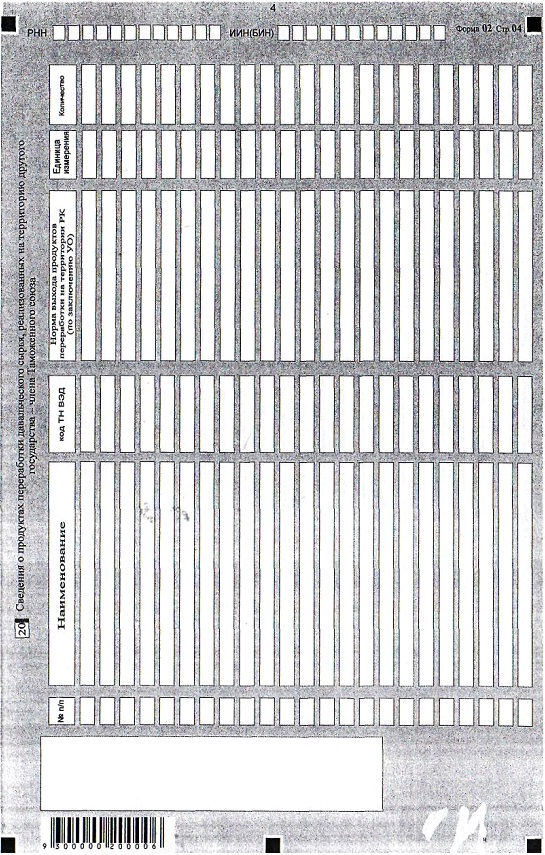 4
РНН
ИИН(БИН)
Форма 02 Стр. 04
20 Сведения о продуктах переработки давальческого сырья, реализованных на территорию другого
государства – члена Таможенного союза
№ п/п
Наименование
код ТН ВЭД
Норма выхода продуктов
переработки на территории РК
(по заключению УО)
Единица
измерения
Количество
9 300000 200006